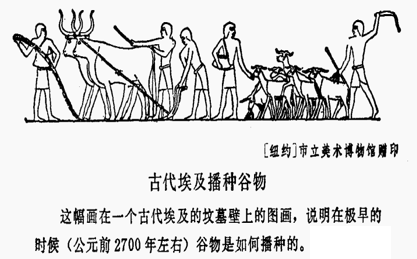 [纽约]市立美术博物馆赠印
古代埃及播种谷物
这幅画在一个古代埃及的坟墓壁上的图画，说明在极早的
时候（公元前2700年左右）谷物是如何播种的。